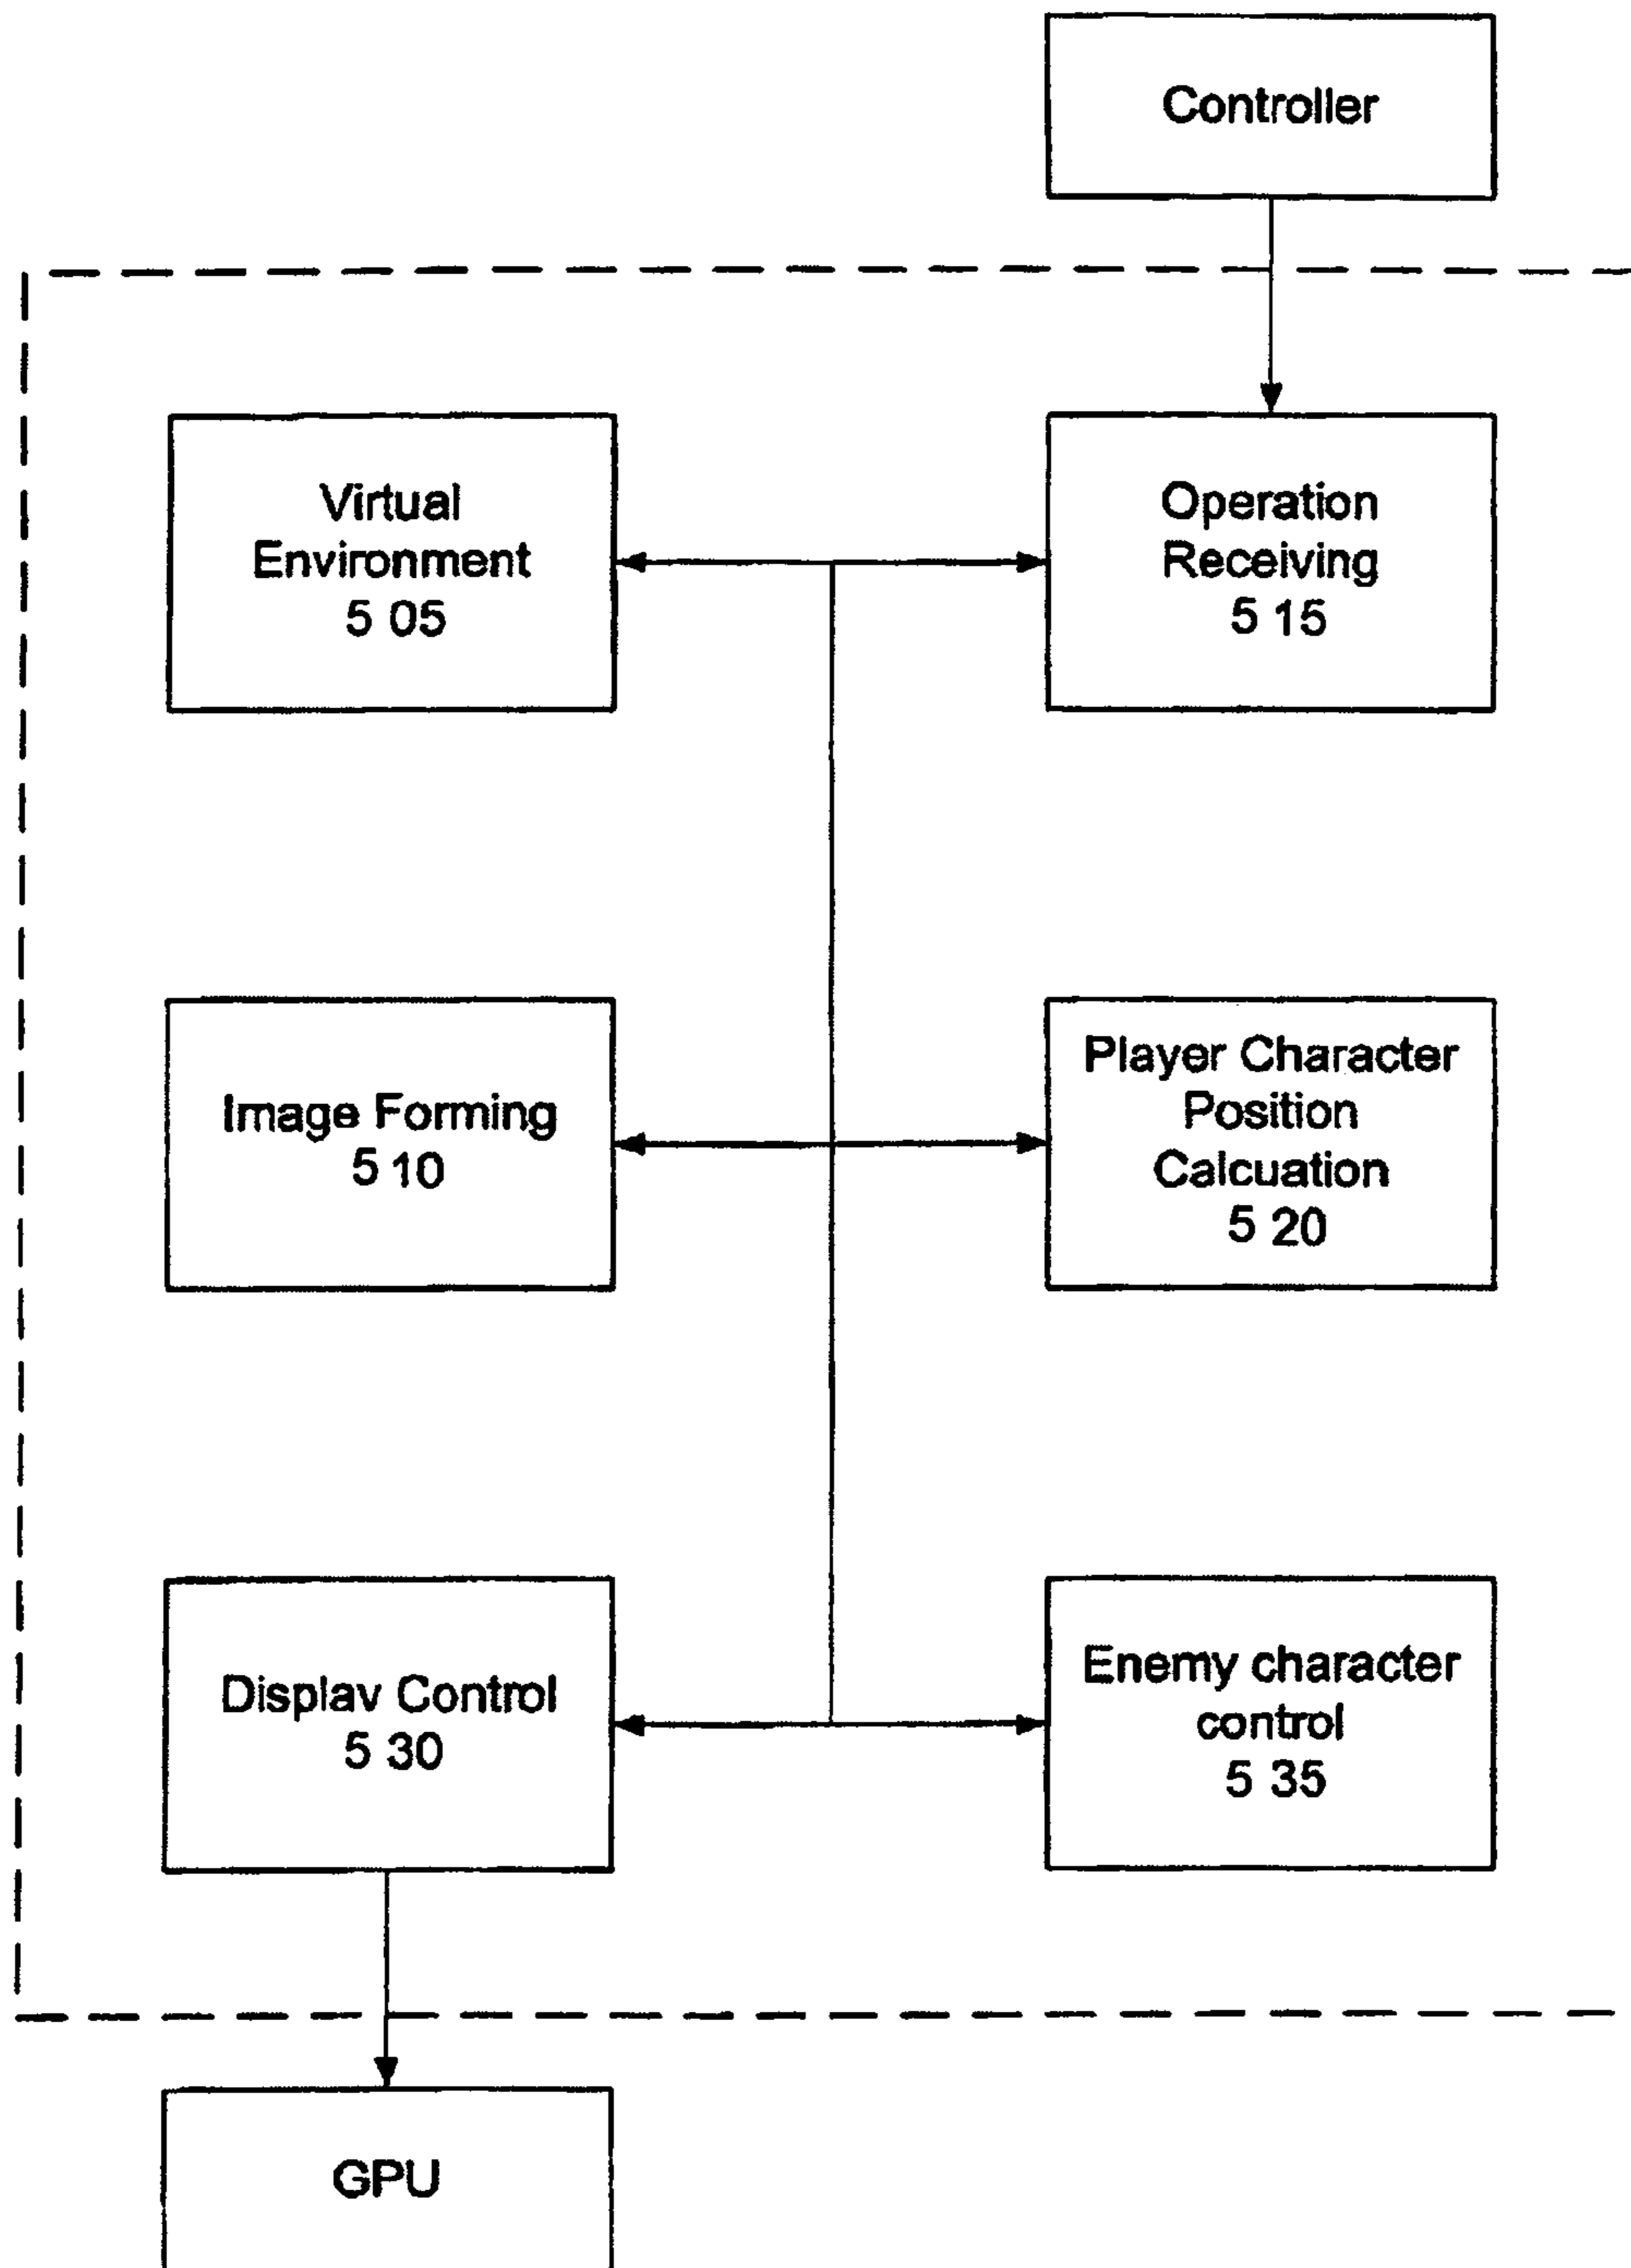 Controller
Virtual
Environment
5 05
Operation
Receiving
5 15
Image Forming
5 10
Player Character
Position
Calcuation
5 20
Displav Control
5 30
Enemy character
control
5 35
GPU